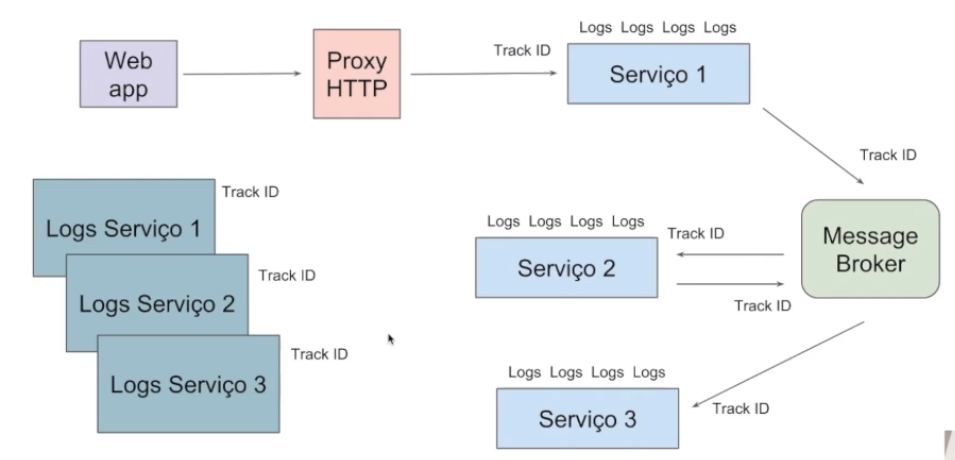 Logs Logs Logs Logs
Web
app
Proxy
HTTP
Track ID
Serviço 1
Track ID
Logs Serviço 1
Track ID
Logs Serviço 2
Track ID
Logs Serviço 3
Track ID
Logs Logs Logs Logs
Serviço 2
Track ID
Track ID
Message
Broker
Logs Logs Logs Logs
Serviço 3
Track ID